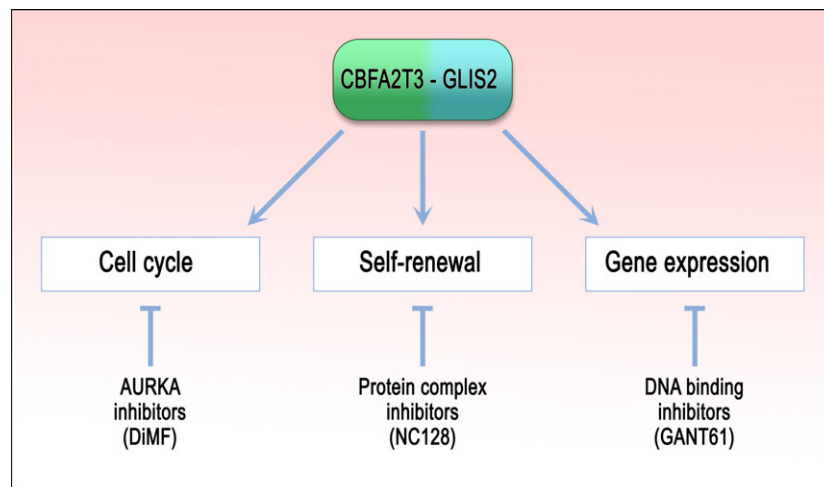 CBFA2T3 - GLIS2
Cell cycle
Self-renewal
Gene expression
AURKA
inhibitors
(DiMF)
Protein complex
inhibitors
(NC128)
DNA binding
inhibitors
(GANT61)